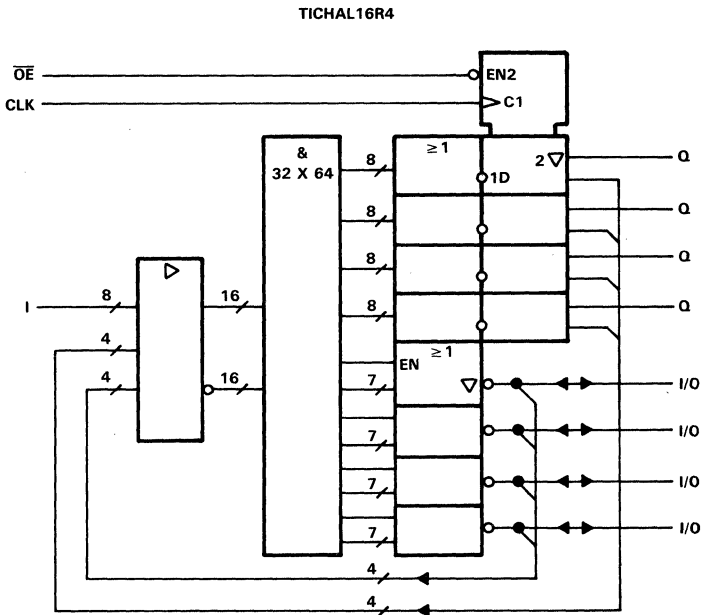 TICHAL16R4
OE
EN2
CLK
C1
&
32 X 64
≥1
2
Q
8
1D
8
Q
8
Q
8
Q
I
8
16
4
4
16
EN
≥1
7
I/O
7
I/O
7
I/O
7
I/O
4
4